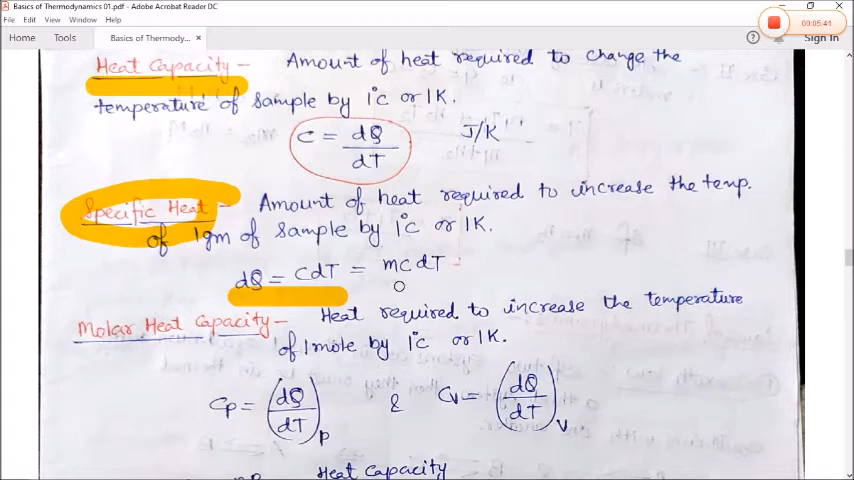 Basics of Thermodynamics 01.pdf - Adobe Acrobat Reader DC
File Edit View Window Help
00:05:41
Home Tools Basics of Thermody... × Sign In
Heat Capacity - Amount of heat required to change the
temperature of sample by 1°c or 1K.
C = dQ/dT J/K
Specific Heat - Amount of heat required to increase the temp.
of 1gm of sample by 1°c or 1K.
dQ = CdT = mCdT
Molar Heat Capacity - Heat required to increase the temperature
of 1mole by 1°c or 1K.
Cp = (dQ/dT)p & Cv = (dQ/dT)v
Heat Capacity